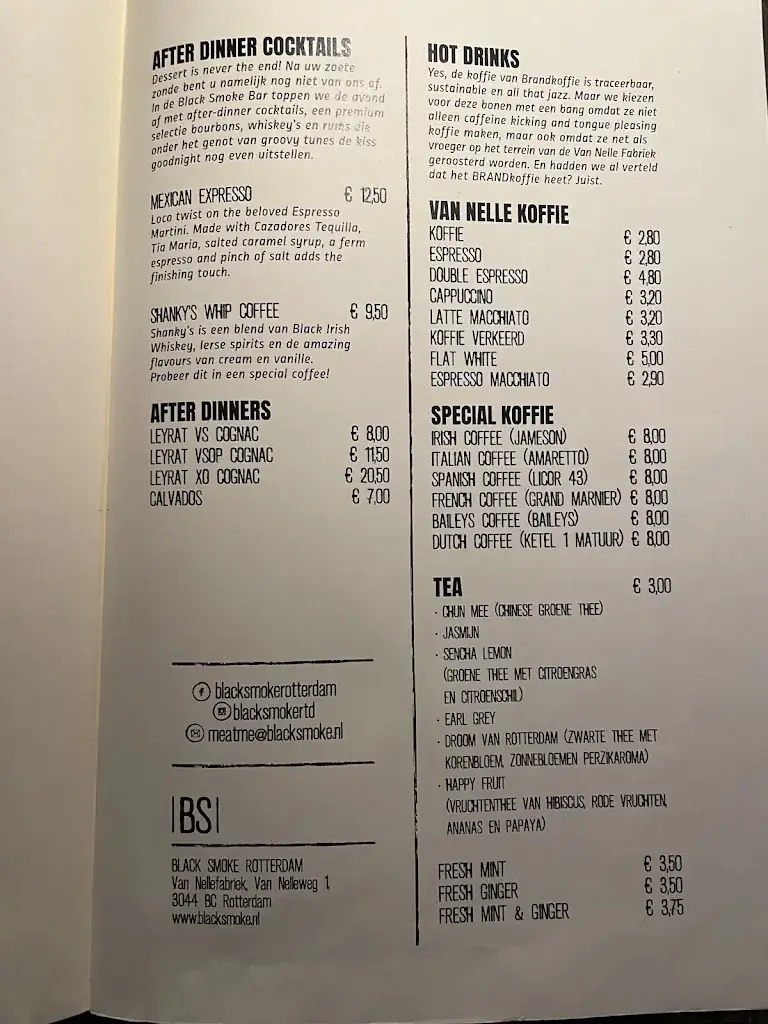 AFTER DINNER COCKTAILS
Dessert is never the end! Na uw zoete
zonde bent u namelijk nog niet van ons af.
In de Black Smoke Bar toppen we de avond
af met after-dinner cocktails, een premium
selectie bourbons, whiskey's en rums die
onder het genot van groovy tunes de kiss
goodnight nog even uitstellen.
MEXICAN EXPRESSO € 12,50
Loco twist on the beloved Espresso
Martini. Made with Cazadores Tequilla,
Tia Maria, salted caramel syrup, a ferm
espresso and pinch of salt adds the
finishing touch.
SHANKY'S WHIP COFFEE € 9,50
Shanky's is een blend van Black Irish
Whiskey, Ierse spirits en de amazing
flavours van cream en vanille.
Probeer dit in een special coffee!
AFTER DINNERS
LEYRAT VS COGNAC € 8,00
LEYRAT VSOP COGNAC € 11,50
LEYRAT XO COGNAC € 20,50
CALVADOS € 7,00
blacksmokerotterdam
blacksmokertd
meatme@blacksmoke.nl
|BS|
BLACK SMOKE ROTTERDAM
Van Nellefabriek, Van Nelleweg 1,
3044 BC Rotterdam
www.blacksmoke.nl
HOT DRINKS
Yes, de koffie van Brandkoffie is traceerbaar,
sustainable en all that jazz. Maar we kiezen
voor deze bonen met een bang omdat ze niet
alleen caffeine kicking and tongue pleasing
koffie maken, maar ook omdat ze net als
vroeger op het terrein van de Van Nelle Fabriek
geroosterd worden. En hadden we al verteld
dat het BRANDkoffie heet? Juist.
VAN NELLE KOFFIE
KOFFIE € 2,80
ESPRESSO € 2,80
DOUBLE ESPRESSO € 4,80
CAPPUCCINO € 3,20
LATTE MACCHIATO € 3,20
KOFFIE VERKEERD € 3,30
FLAT WHITE € 5,00
ESPRESSO MACCHIATO € 2,90
SPECIAL KOFFIE
IRISH COFFEE (JAMESON) € 8,00
ITALIAN COFFEE (AMARETTO) € 8,00
SPANISH COFFEE (LICOR 43) € 8,00
FRENCH COFFEE (GRAND MARNIER) € 8,00
BAILEYS COFFEE (BAILEYS) € 8,00
DUTCH COFFEE (KETEL 1 MATUUR) € 8,00
TEA € 3,00
· CHUN MEE (CHINESE GROENE THEE)
· JASMIJN
· SENCHA LEMON
(GROENE THEE MET CITROENGRAS
EN CITROENSCHIL)
· EARL GREY
· DROOM VAN ROTTERDAM (ZWARTE THEE MET
KORENBLOEM, ZONNEBLOEMEN PERZIKAROMA)
· HAPPY FRUIT
(VRUCHTENTHEE VAN HIBISCUS, RODE VRUCHTEN,
ANANAS EN PAPAYA)
FRESH MINT € 3,50
FRESH GINGER € 3,50
FRESH MINT & GINGER € 3,75